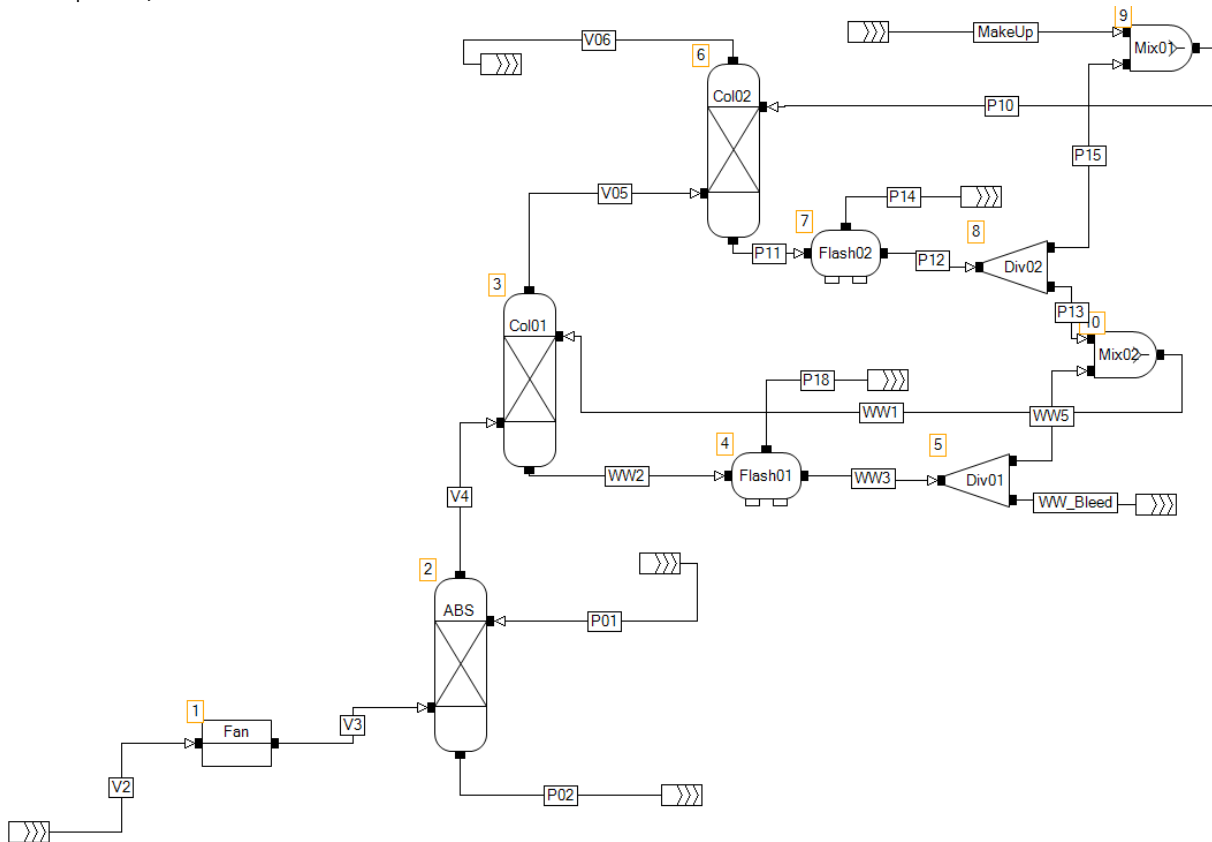 9
MakeUp
V06
6
Mix01
Col02
P10
P15
V05
P14
7
8
P11
Flash02
P12
Div02
3
P13
10
Col01
Mix02
P18
WW1
WW5
4
5
WW2
Flash01
WW3
Div01
V4
WW_Bleed
2
ABS
P01
1
V3
Fan
V2
P02